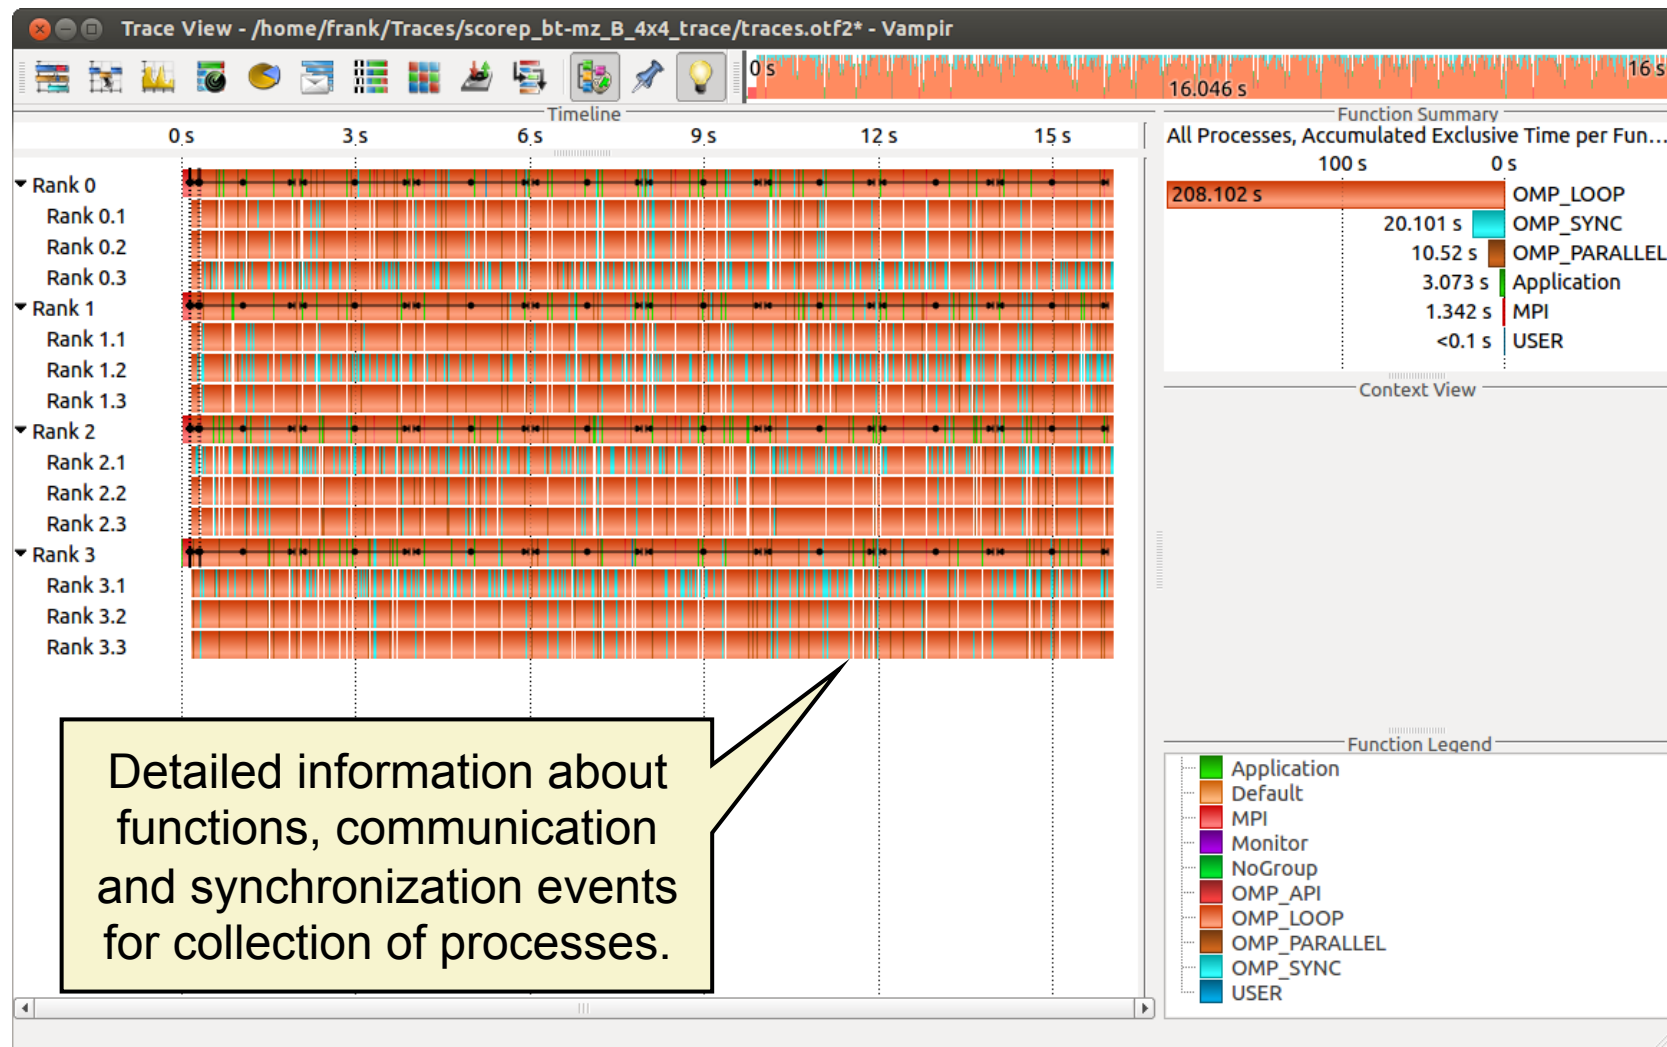 Trace View - /home/frank/Traces/scorep_bt-mz_B_4x4_trace/traces.otf2* - Vampir
0 s
16 s
16.046 s
Timeline
0 s
3 s
6 s
9 s
12 s
15 s
Rank 0
Rank 0.1
Rank 0.2
Rank 0.3
Rank 1
Rank 1.1
Rank 1.2
Rank 1.3
Rank 2
Rank 2.1
Rank 2.2
Rank 2.3
Rank 3
Rank 3.1
Rank 3.2
Rank 3.3
Detailed information about
functions, communication
and synchronization events
for collection of processes.
Function Summary
All Processes, Accumulated Exclusive Time per Fun...
100 s
0 s
208.102 s OMP_LOOP
20.101 s OMP_SYNC
10.52 s OMP_PARALLEL
3.073 s Application
1.342 s MPI
<0.1 s USER
Context View
Function Legend
Application
Default
MPI
Monitor
NoGroup
OMP_API
OMP_LOOP
OMP_PARALLEL
OMP_SYNC
USER